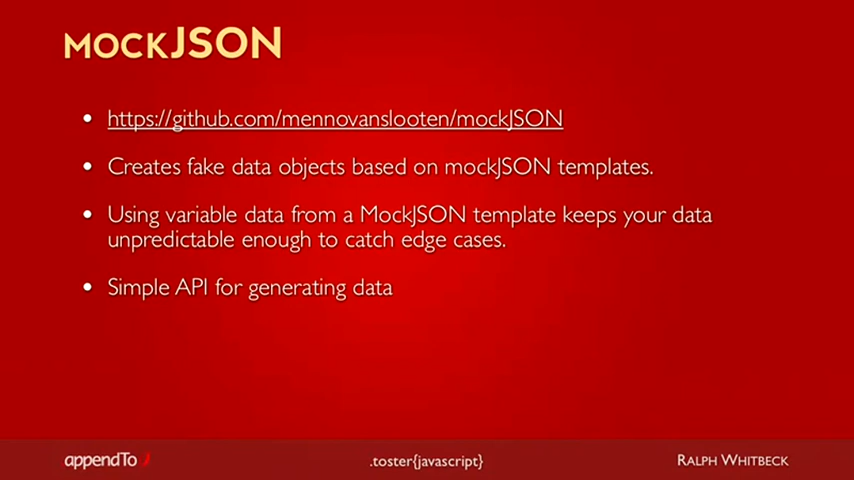 MOCKJSON
• https://github.com/mennovanslooten/mockJSON
• Creates fake data objects based on mockJSON templates.
• Using variable data from a MockJSON template keeps your data
unpredictable enough to catch edge cases.
• Simple API for generating data
appendTo
.toster{javascript}
RALPH WHITBECK